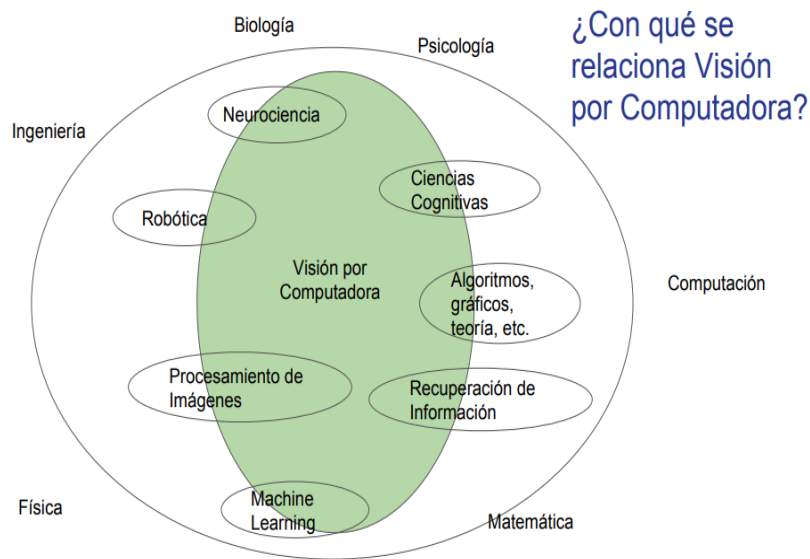 ¿Con qué se
relaciona Visión
por Computadora?
Biología
Psicología
Ingeniería
Neurociencia
Ciencias
Cognitivas
Robótica
Visión por
Computadora
Algoritmos,
gráficos,
teoría, etc.
Computación
Procesamiento de
Imágenes
Recuperación de
Información
Machine
Learning
Física
Matemática